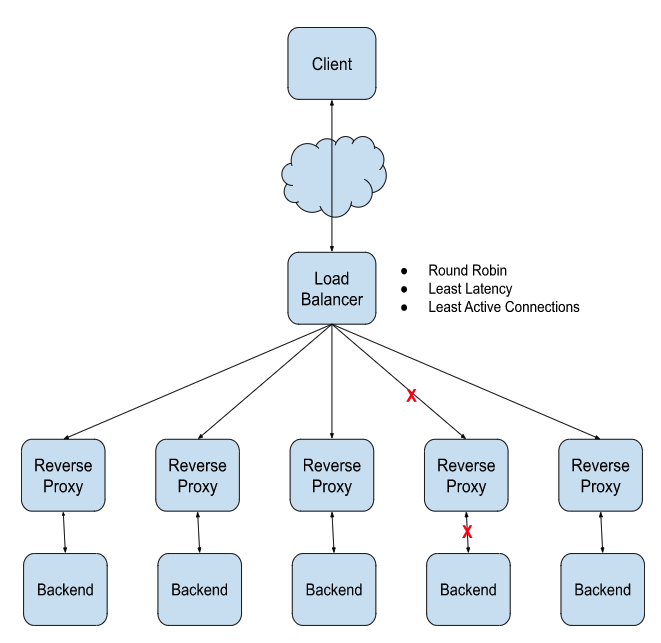 Client
Load
Balancer
● Round Robin
● Least Latency
● Least Active Connections
X
Reverse
Proxy
Reverse
Proxy
Reverse
Proxy
Reverse
Proxy
Reverse
Proxy
X
Backend
Backend
Backend
Backend
Backend